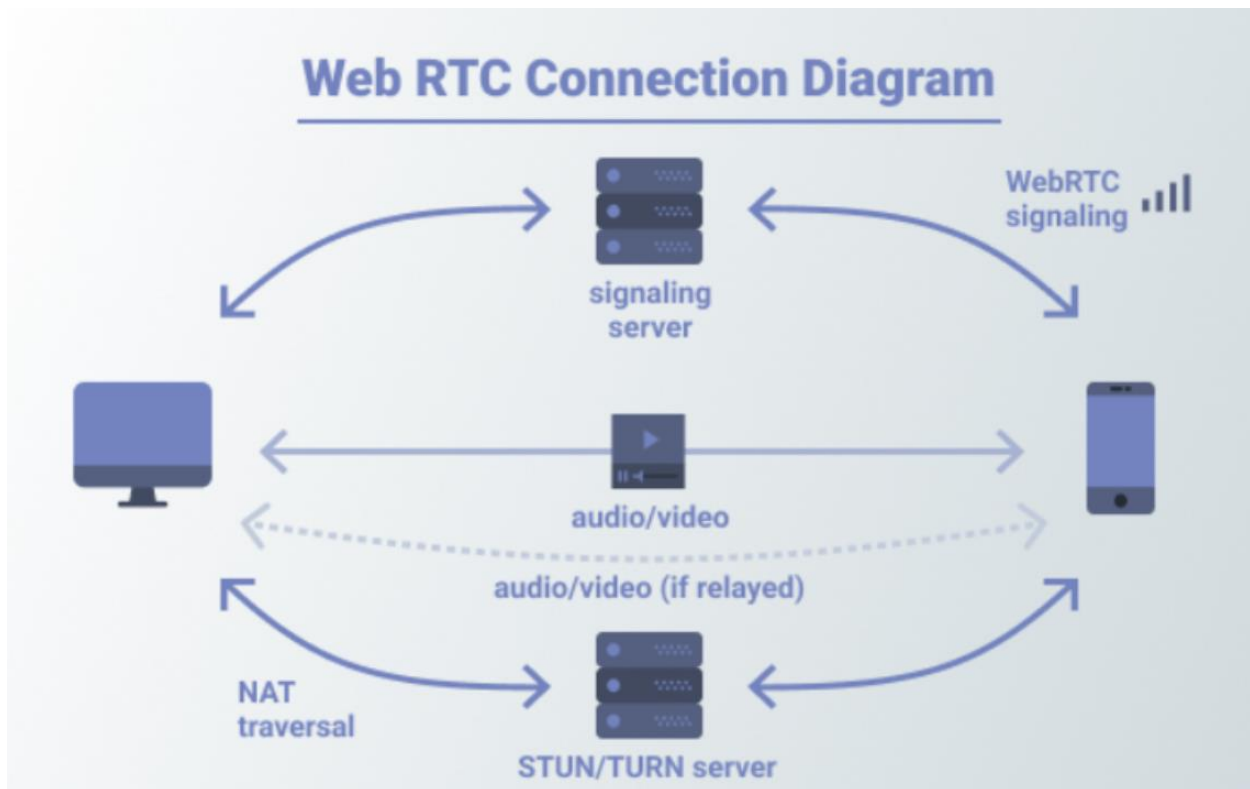 Web RTC Connection Diagram
WebRTC
signaling
signaling
server
audio/video
audio/video (if relayed)
NAT
traversal
STUN/TURN server